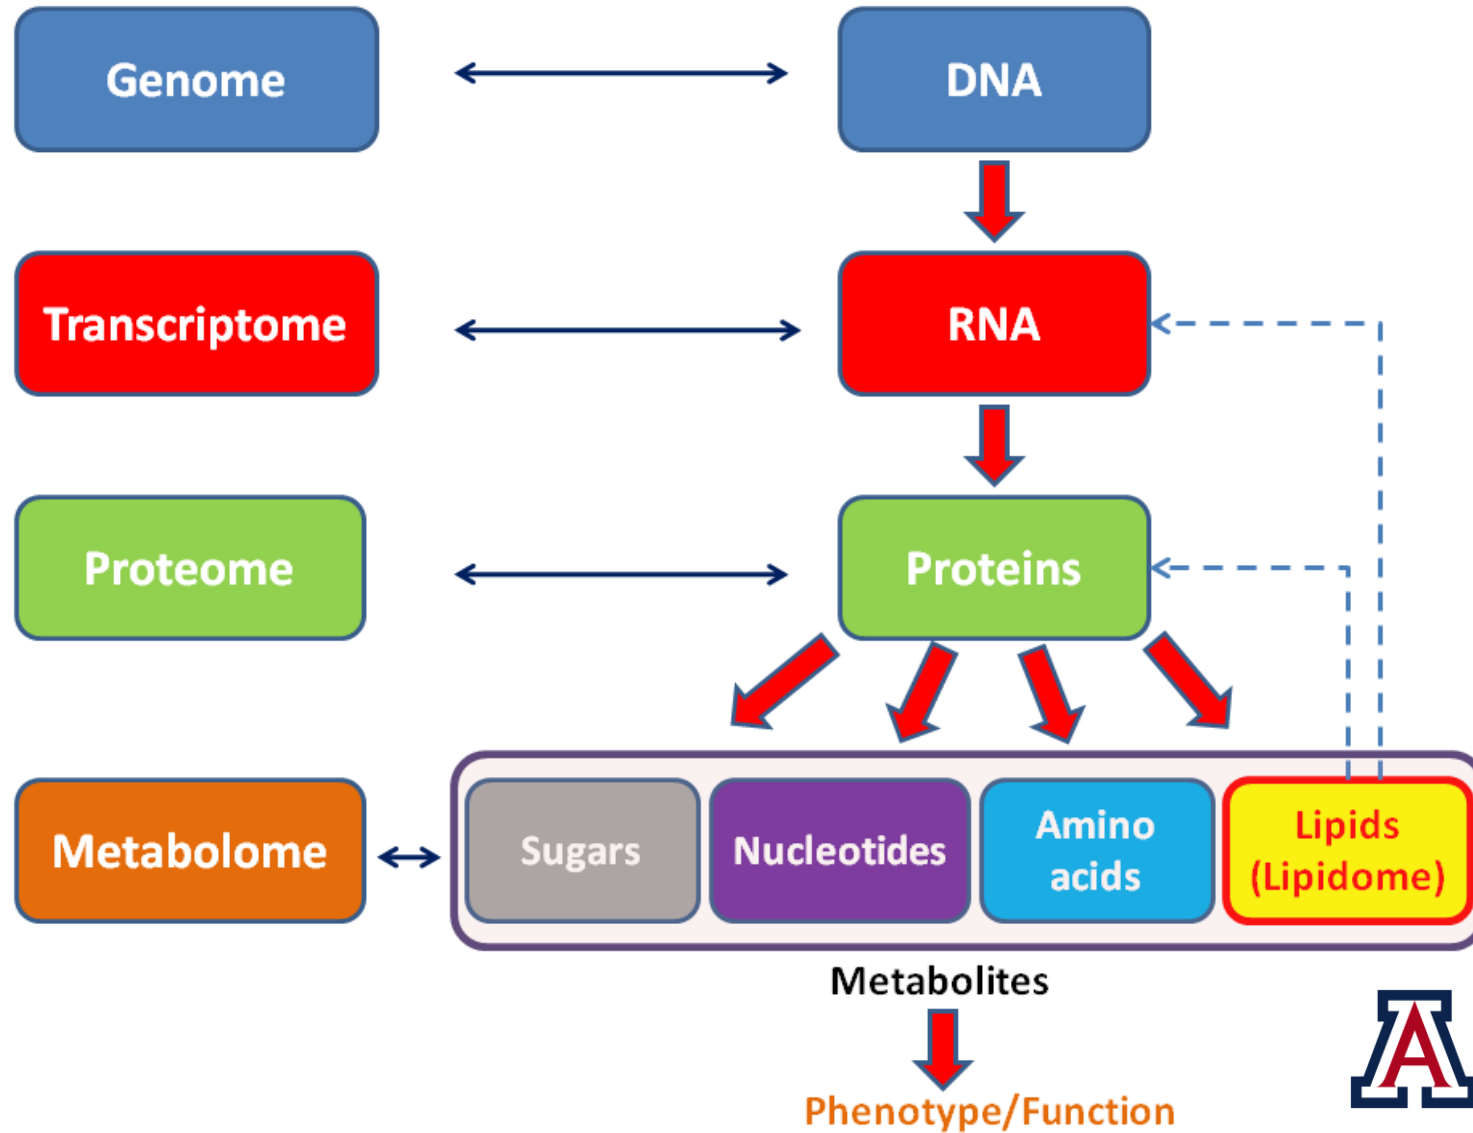 Genome
DNA
Transcriptome
RNA
Proteome
Proteins
Metabolome
Sugars
Nucleotides
Amino
acids
Lipids
(Lipidome)
Metabolites
A
Phenotype/Function